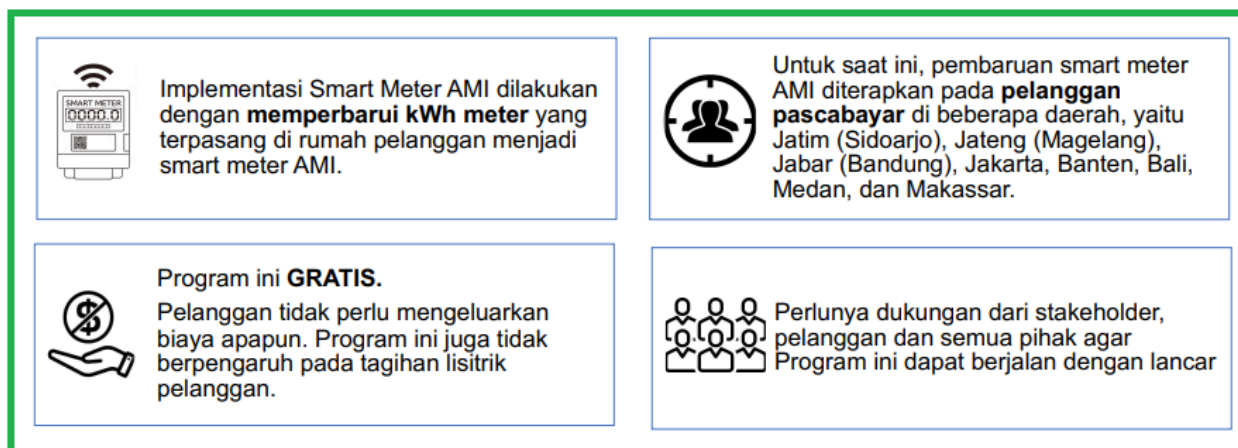 SMART METER
0000.0
Implementasi Smart Meter AMI dilakukan
dengan memperbarui kWh meter yang
terpasang di rumah pelanggan menjadi
smart meter AMI.
Untuk saat ini, pembaruan smart meter
AMI diterapkan pada pelanggan
pascabayar di beberapa daerah, yaitu
Jatim (Sidoarjo), Jateng (Magelang),
Jabar (Bandung), Jakarta, Banten, Bali,
Medan, dan Makassar.
Program ini GRATIS.
Pelanggan tidak perlu mengeluarkan
biaya apapun. Program ini juga tidak
berpengaruh pada tagihan lisitrik
pelanggan.
Perlunya dukungan dari stakeholder,
pelanggan dan semua pihak agar
Program ini dapat berjalan dengan lancar